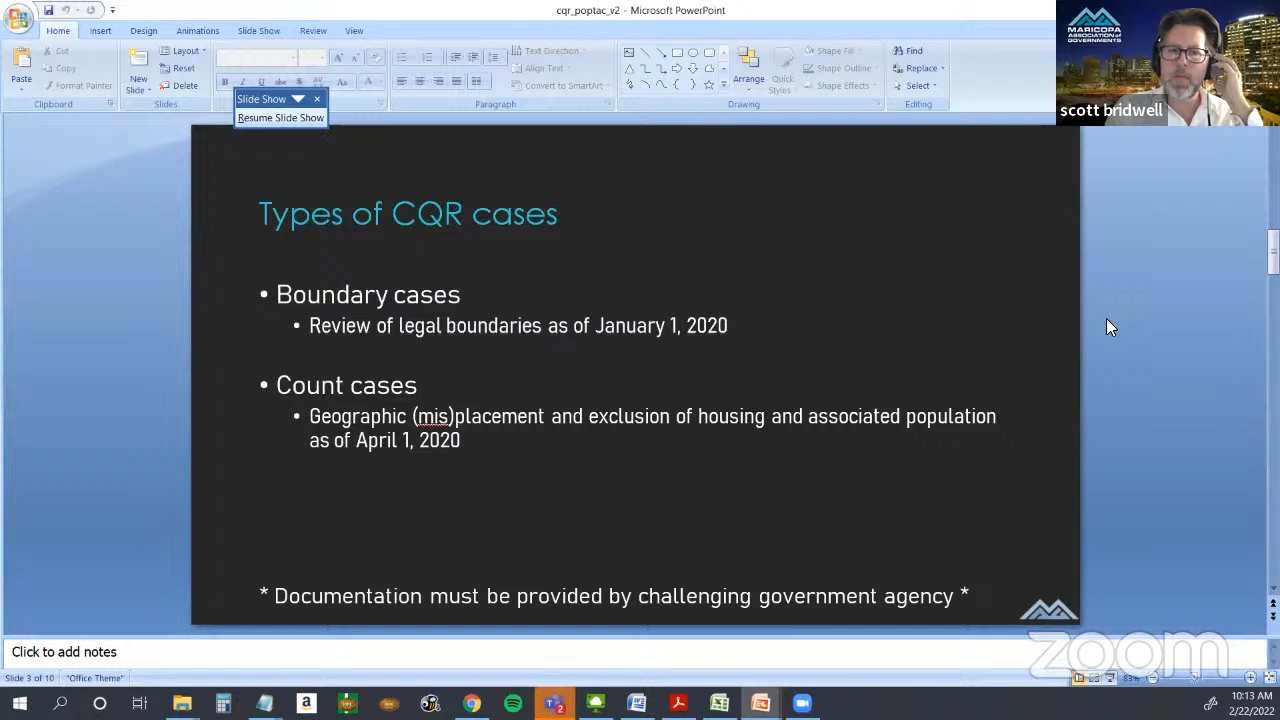 cqr_poptac_v2 - Microsoft PowerPoint
Home Insert Design Animations Slide Show Review View
Paste
Cut
Copy
Format Painter
Clipboard
New
Slide
Layout
Reset
Delete
Slides
Slide Show
Resume Slide Show
B I U abe S AV Aa A
Text Direction
Align Text
Convert to SmartArt
Paragraph
Arrange
Quick
Styles
Shape Fill
Shape Outline
Shape Effects
Drawing
Find
Replace
Select
Editing
MARICOPA
ASSOCIATION of
GOVERNMENTS
scott bridwell
Types of CQR cases
• Boundary cases
• Review of legal boundaries as of January 1, 2020
• Count cases
• Geographic (mis)placement and exclusion of housing and associated population
as of April 1, 2020
* Documentation must be provided by challenging government agency *
zoom
Click to add notes
Slide 3 of 10 "Office Theme" 83%
10:13 AM
2/22/2022